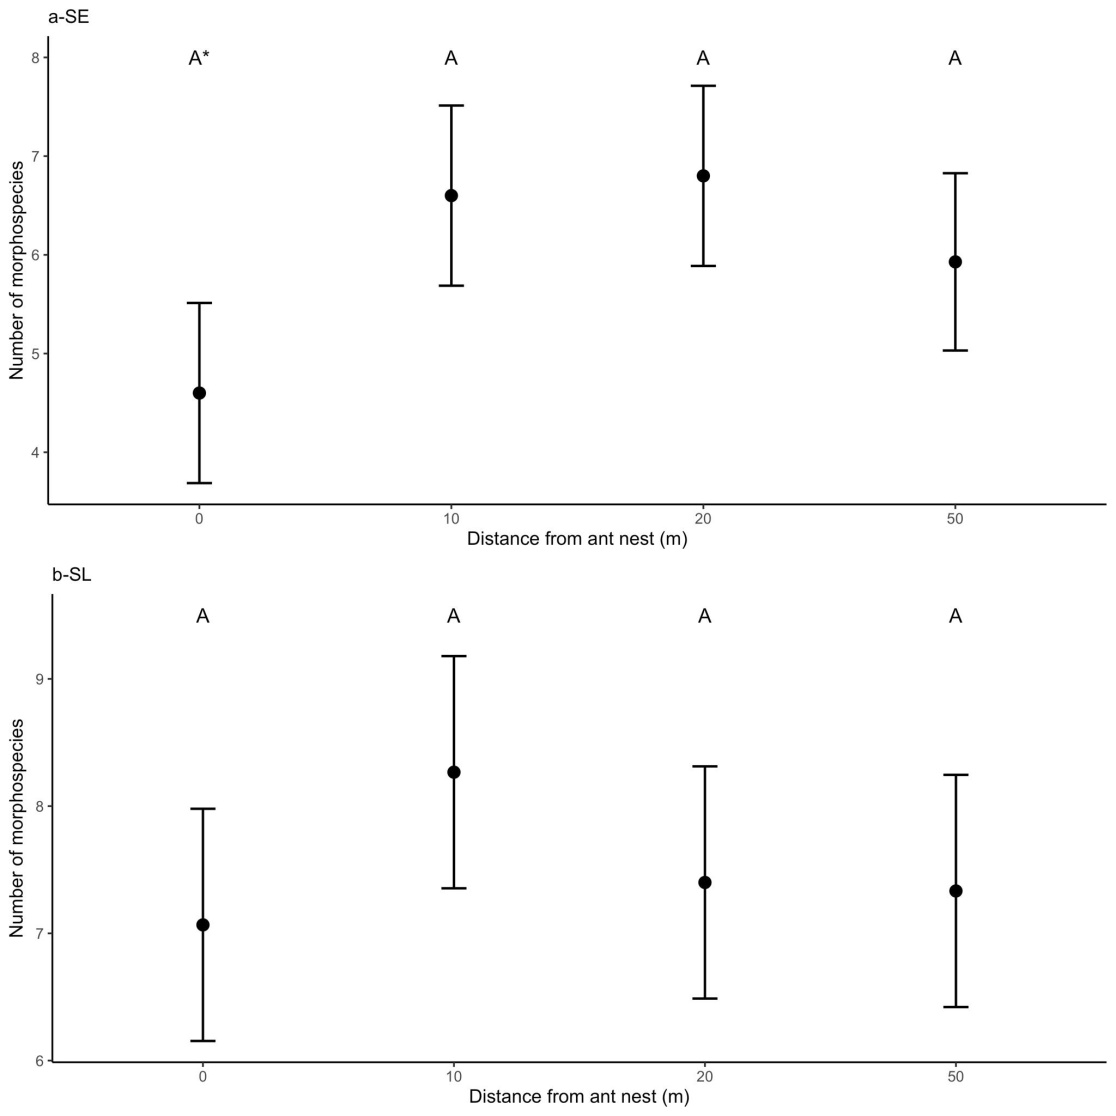 a-SE
A* A A A
8
7
6
5
4
Number of morphospecies
0 10 20 50
Distance from ant nest (m)
b-SL
A A A A
9
8
7
6
Number of morphospecies
0 10 20 50
Distance from ant nest (m)